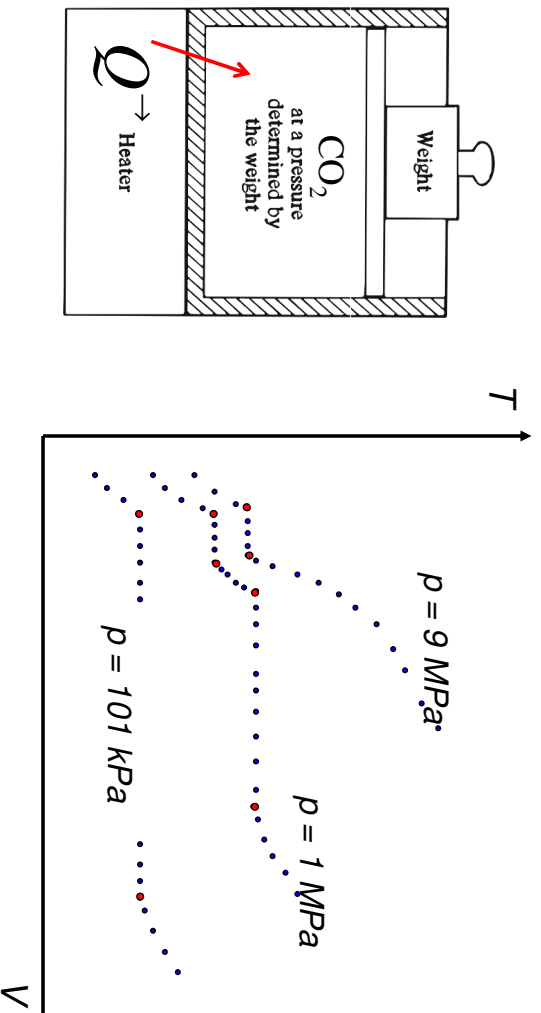 Weight
CO2
at a pressure
determined by
the weight
Q →
Heater
T
p = 9 MPa
p = 1 MPa
p = 101 kPa
V